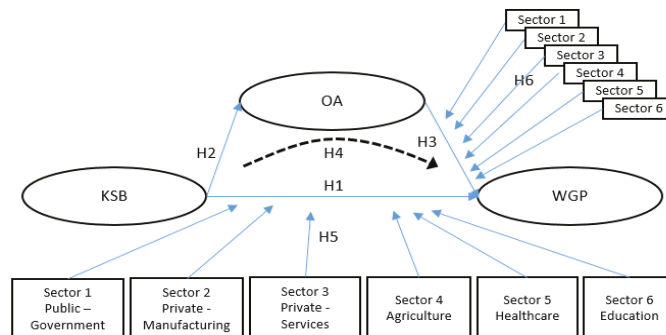 Sector 1
Sector 2
Sector 3
H6
Sector 4
Sector 5
Sector 6
OA
H2
H3
H4
KSB
H1
WGP
H5
Sector 1
Public –
Government
Sector 2
Private -
Manufacturing
Sector 3
Private -
Services
Sector 4
Agriculture
Sector 5
Healthcare
Sector 6
Education